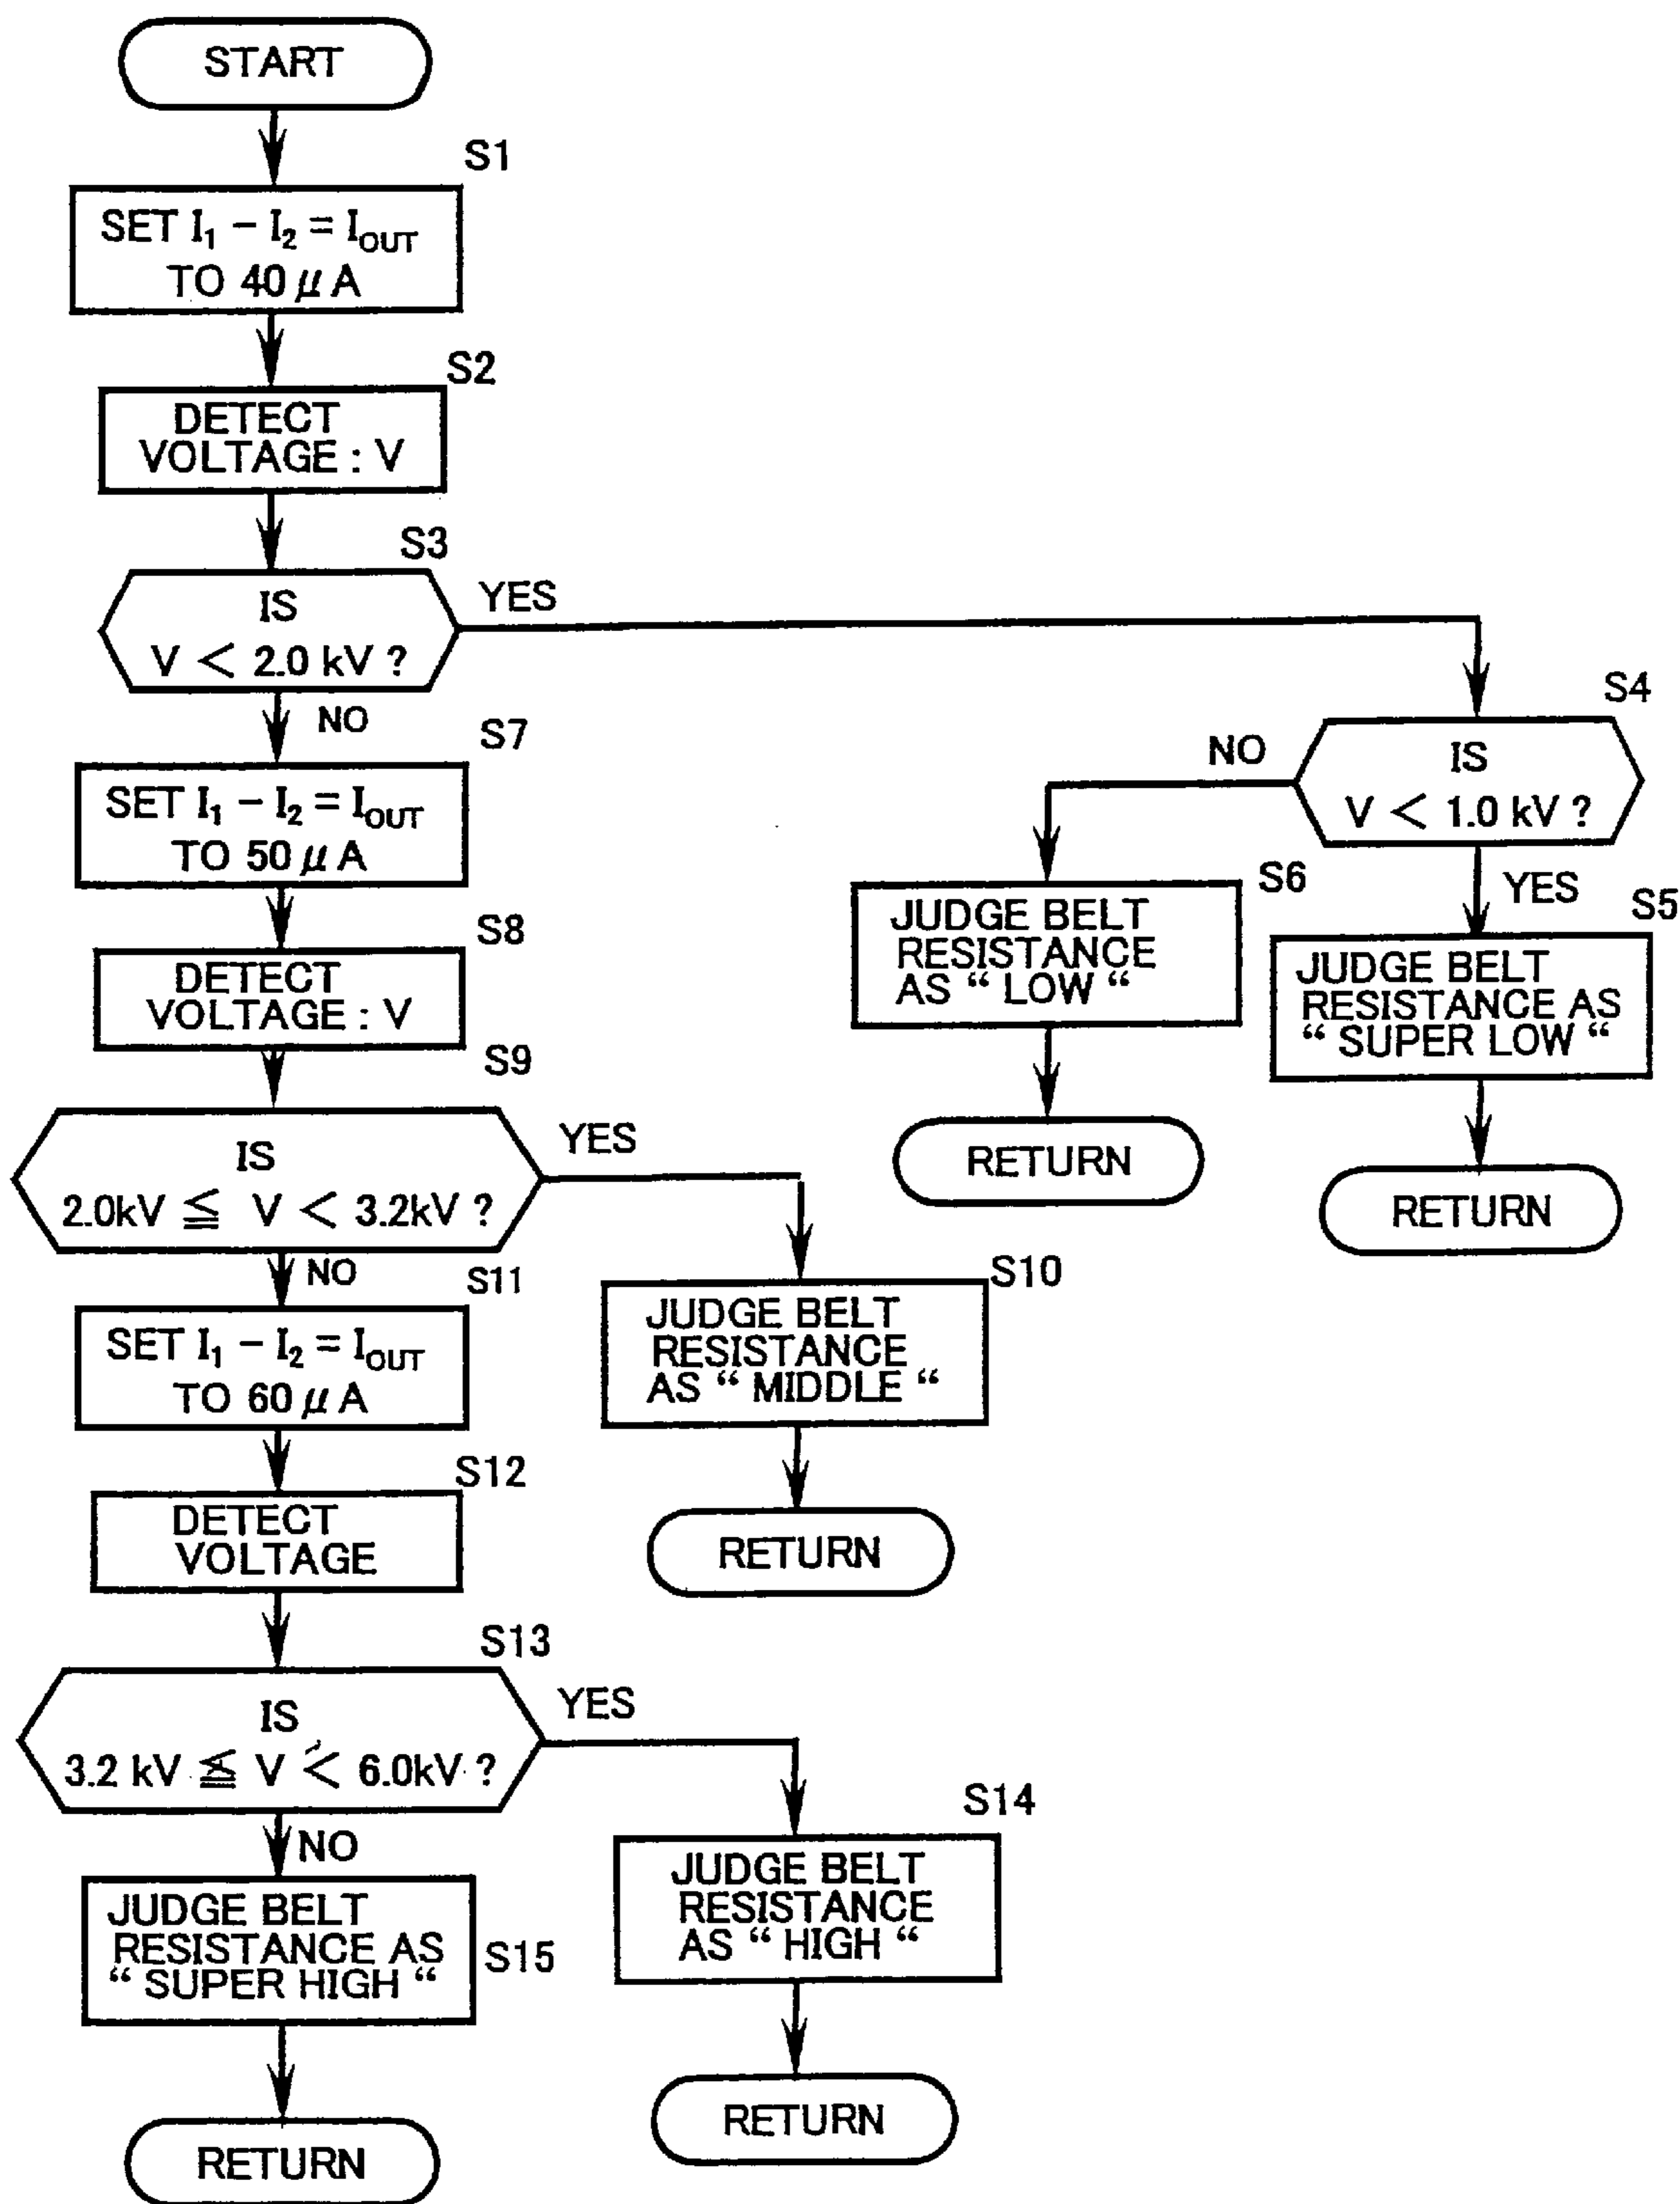 START
S1
SET I₁ − I₂ = I_OUT
TO 40 μA
S2
DETECT
VOLTAGE : V
S3
IS
V < 2.0 kV ?
YES
NO
S4
IS
V < 1.0 kV ?
NO
YES
S6
JUDGE BELT
RESISTANCE
AS “ LOW “
RETURN
S5
JUDGE BELT
RESISTANCE AS
“ SUPER LOW “
RETURN
S7
SET I₁ − I₂ = I_OUT
TO 50 μA
S8
DETECT
VOLTAGE : V
S9
IS
2.0kV ≦ V < 3.2kV ?
YES
NO
S10
JUDGE BELT
RESISTANCE
AS “ MIDDLE “
RETURN
S11
SET I₁ − I₂ = I_OUT
TO 60 μA
S12
DETECT
VOLTAGE
S13
IS
3.2 kV ≦ V < 6.0kV ?
YES
NO
S14
JUDGE BELT
RESISTANCE
AS “ HIGH “
RETURN
JUDGE BELT
RESISTANCE AS
“ SUPER HIGH “
S15
RETURN